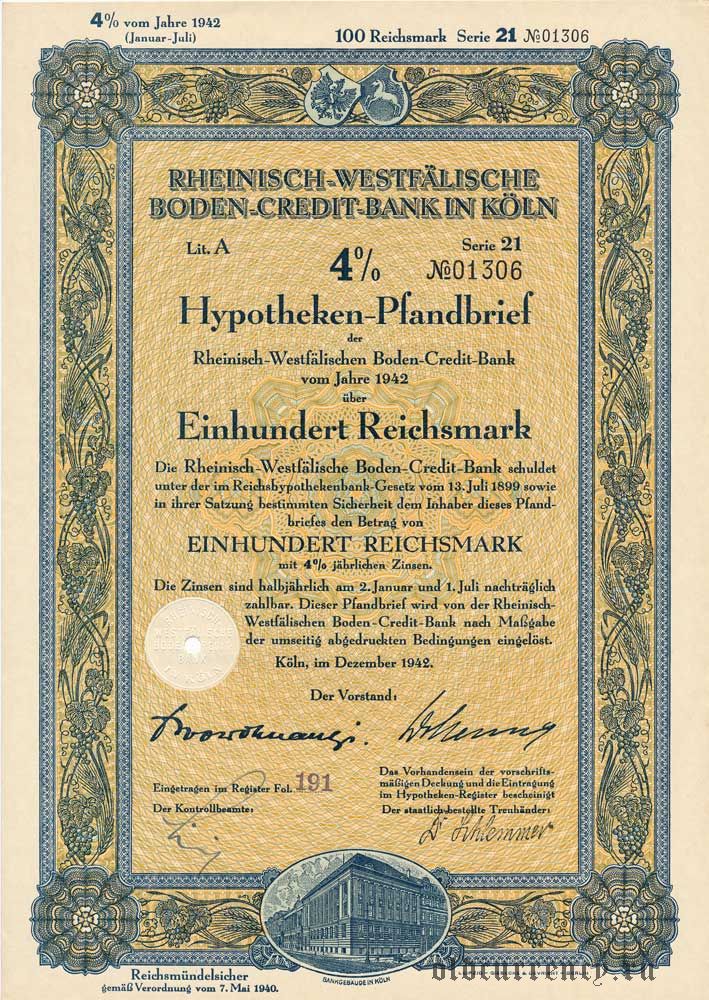 4% vom Jahre 1942
(Januar-Juli)
100 Reichsmark Serie 21 №01306
RHEINISCH-WESTFÄLISCHE
BODEN-CREDIT-BANK IN KÖLN
Lit. A
Serie 21
4%
№01306
Hypotheken-Pfandbrief
der
Rheinisch-Westfälischen Boden-Credit-Bank
vom Jahre 1942
über
Einhundert Reichsmark
Die Rheinisch-Westfälische Boden-Credit-Bank schuldet
unter der im Reichshypothekenbank-Gesetz vom 13. Juli 1899 sowie
in ihrer Satzung bestimmten Sicherheit dem Inhaber dieses Pfand-
briefes den Betrag von
EINHUNDERT REICHSMARK
mit 4% jährlichen Zinsen.
Die Zinsen sind halbjährlich am 2. Januar und 1. Juli nachträglich
zahlbar. Dieser Pfandbrief wird von der Rheinisch-
Westfälischen Boden-Credit-Bank nach Maßgabe
der umseitig abgedruckten Bedingungen eingelöst.
Köln, im Dezember 1942.
Der Vorstand:
Eingetragen im Register Fol. 191
Der Kontrollbeamte:
Das Vorhandensein der vorschrifts-
mäßigen Deckung und die Eintragung
im Hypotheken-Register bescheinigt
Der staatlich bestellte Treuhänder:
Dr Schlemmer
BANKGEBÄUDE IN KÖLN
Reichsmündelsicher
gemäß Verordnung vom 7. Mai 1940.
oldcurrency.ru